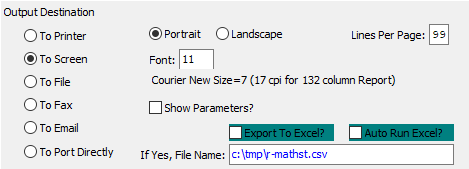 Output Destination
To Printer
To Screen
To File
To Fax
To Email
To Port Directly
Portrait
Landscape
Lines Per Page: 99
Font: 11
Courier New Size=7 (17 cpi for 132 column Report)
Show Parameters?
Export To Excel?
Auto Run Excel?
If Yes, File Name: c:\tmp\r-mathst.csv